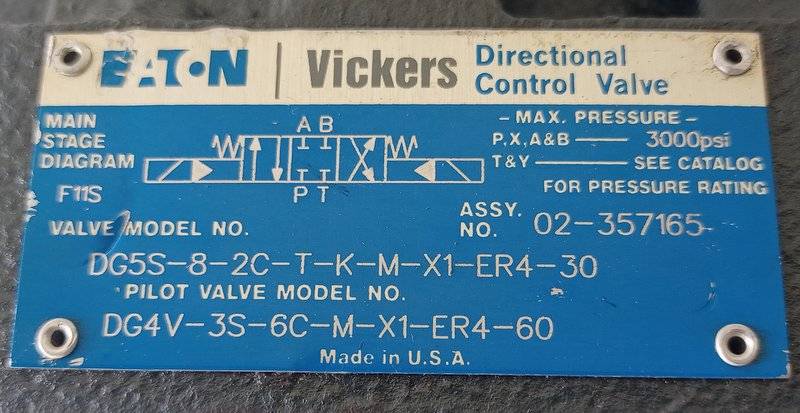 EATON | Vickers Directional Control Valve
MAIN STAGE DIAGRAM
A B
P T
F11S
- MAX. PRESSURE -
P,X,A&B — 3000psi
T&Y — SEE CATALOG
FOR PRESSURE RATING
VALVE MODEL NO.
ASSY. NO. 02-357165
DG5S-8-2C-T-K-M-X1-ER4-30
PILOT VALVE MODEL NO.
DG4V-3S-6C-M-X1-ER4-60
Made in U.S.A.